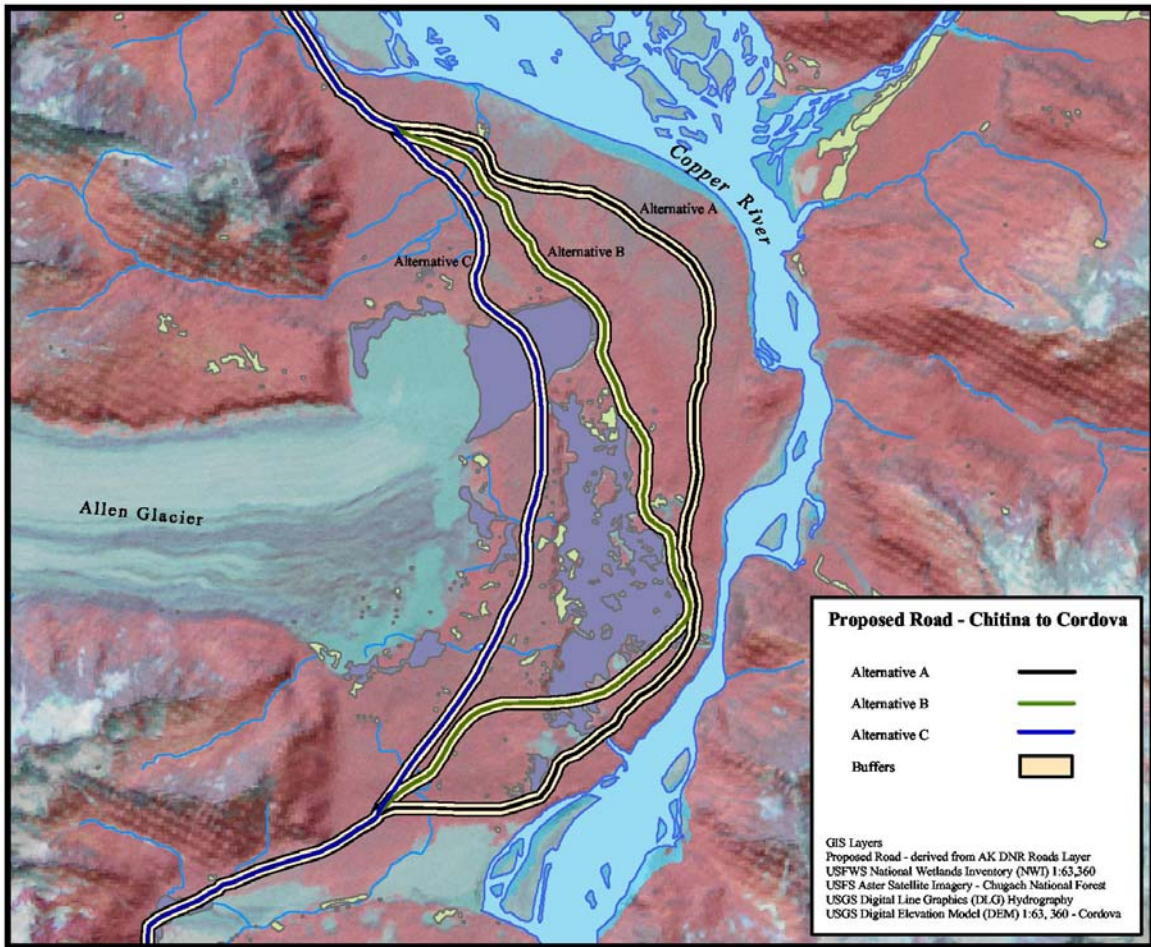 Copper River
Alternative A
Alternative B
Alternative C
Allen Glacier
Proposed Road - Chitina to Cordova
Alternative A
Alternative B
Alternative C
Buffers
GIS Layers
Proposed Road - derived from AK DNR Roads Layer
USFWS National Wetlands Inventory (NWI) 1:63,360
USFS Aster Satellite Imagery - Chugach National Forest
USGS Digital Line Graphics (DLG) Hydrography
USGS Digital Elevation Model (DEM) 1:63, 360 - Cordova